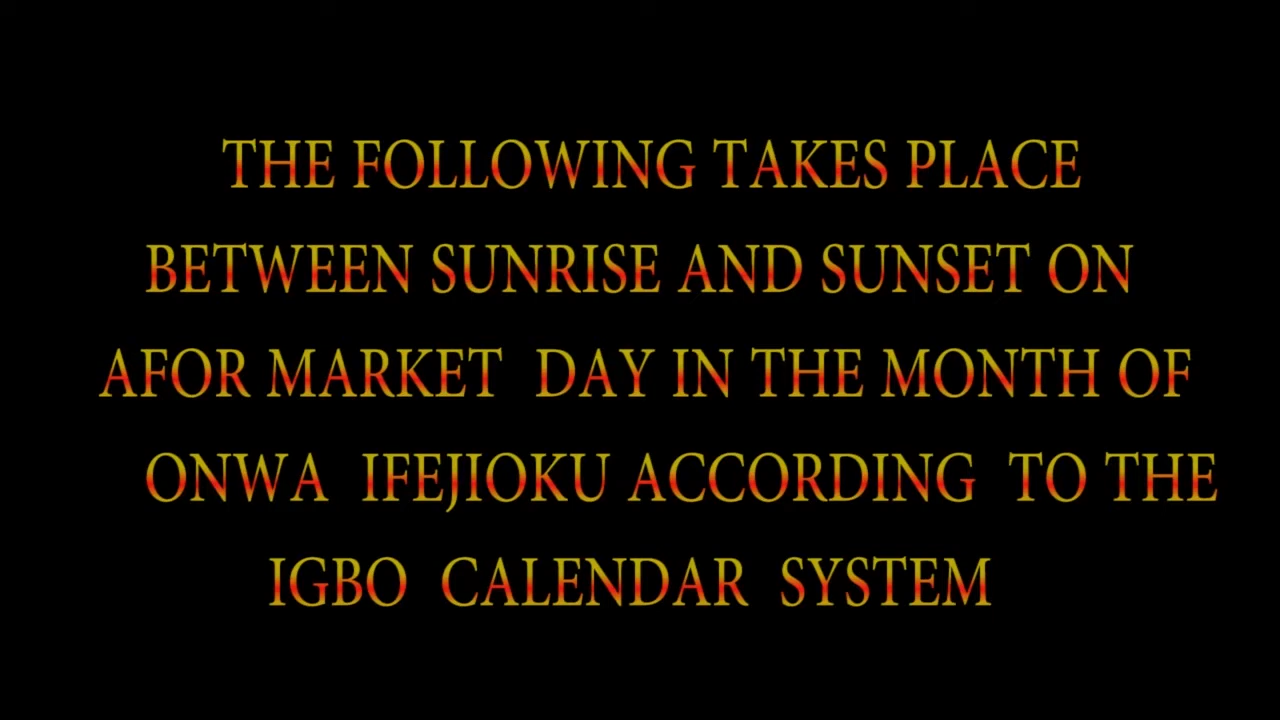 THE FOLLOWING TAKES PLACE
BETWEEN SUNRISE AND SUNSET ON
AFOR MARKET DAY IN THE MONTH OF
ONWA IFEJIOKU ACCORDING TO THE
IGBO CALENDAR SYSTEM